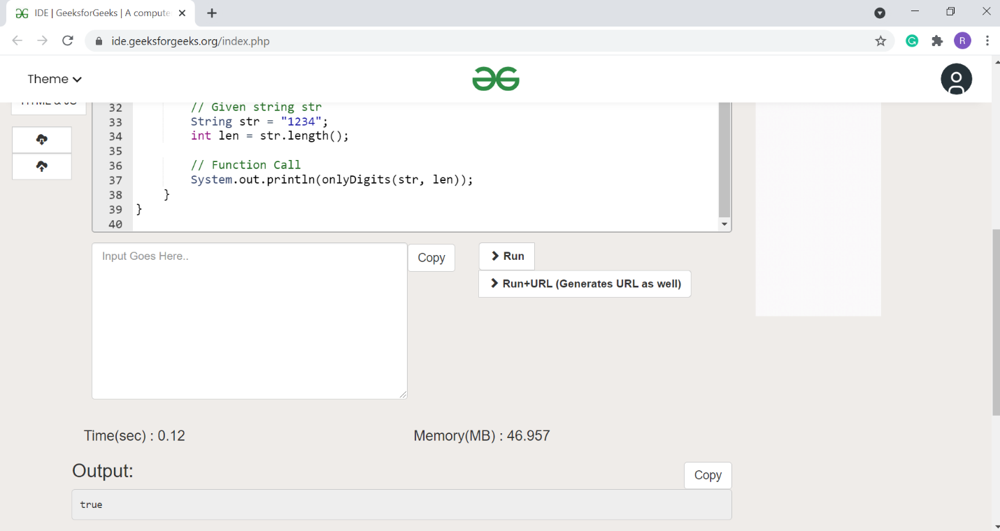 IDE | GeeksforGeeks | A compute
ide.geeksforgeeks.org/index.php
R
Theme
32 // Given string str
33 String str = "1234";
34 int len = str.length();
35
36 // Function Call
37 System.out.println(onlyDigits(str, len));
38 }
39 }
40
Input Goes Here..
Copy
Run
Run+URL (Generates URL as well)
Time(sec) : 0.12
Memory(MB) : 46.957
Output:
Copy
true